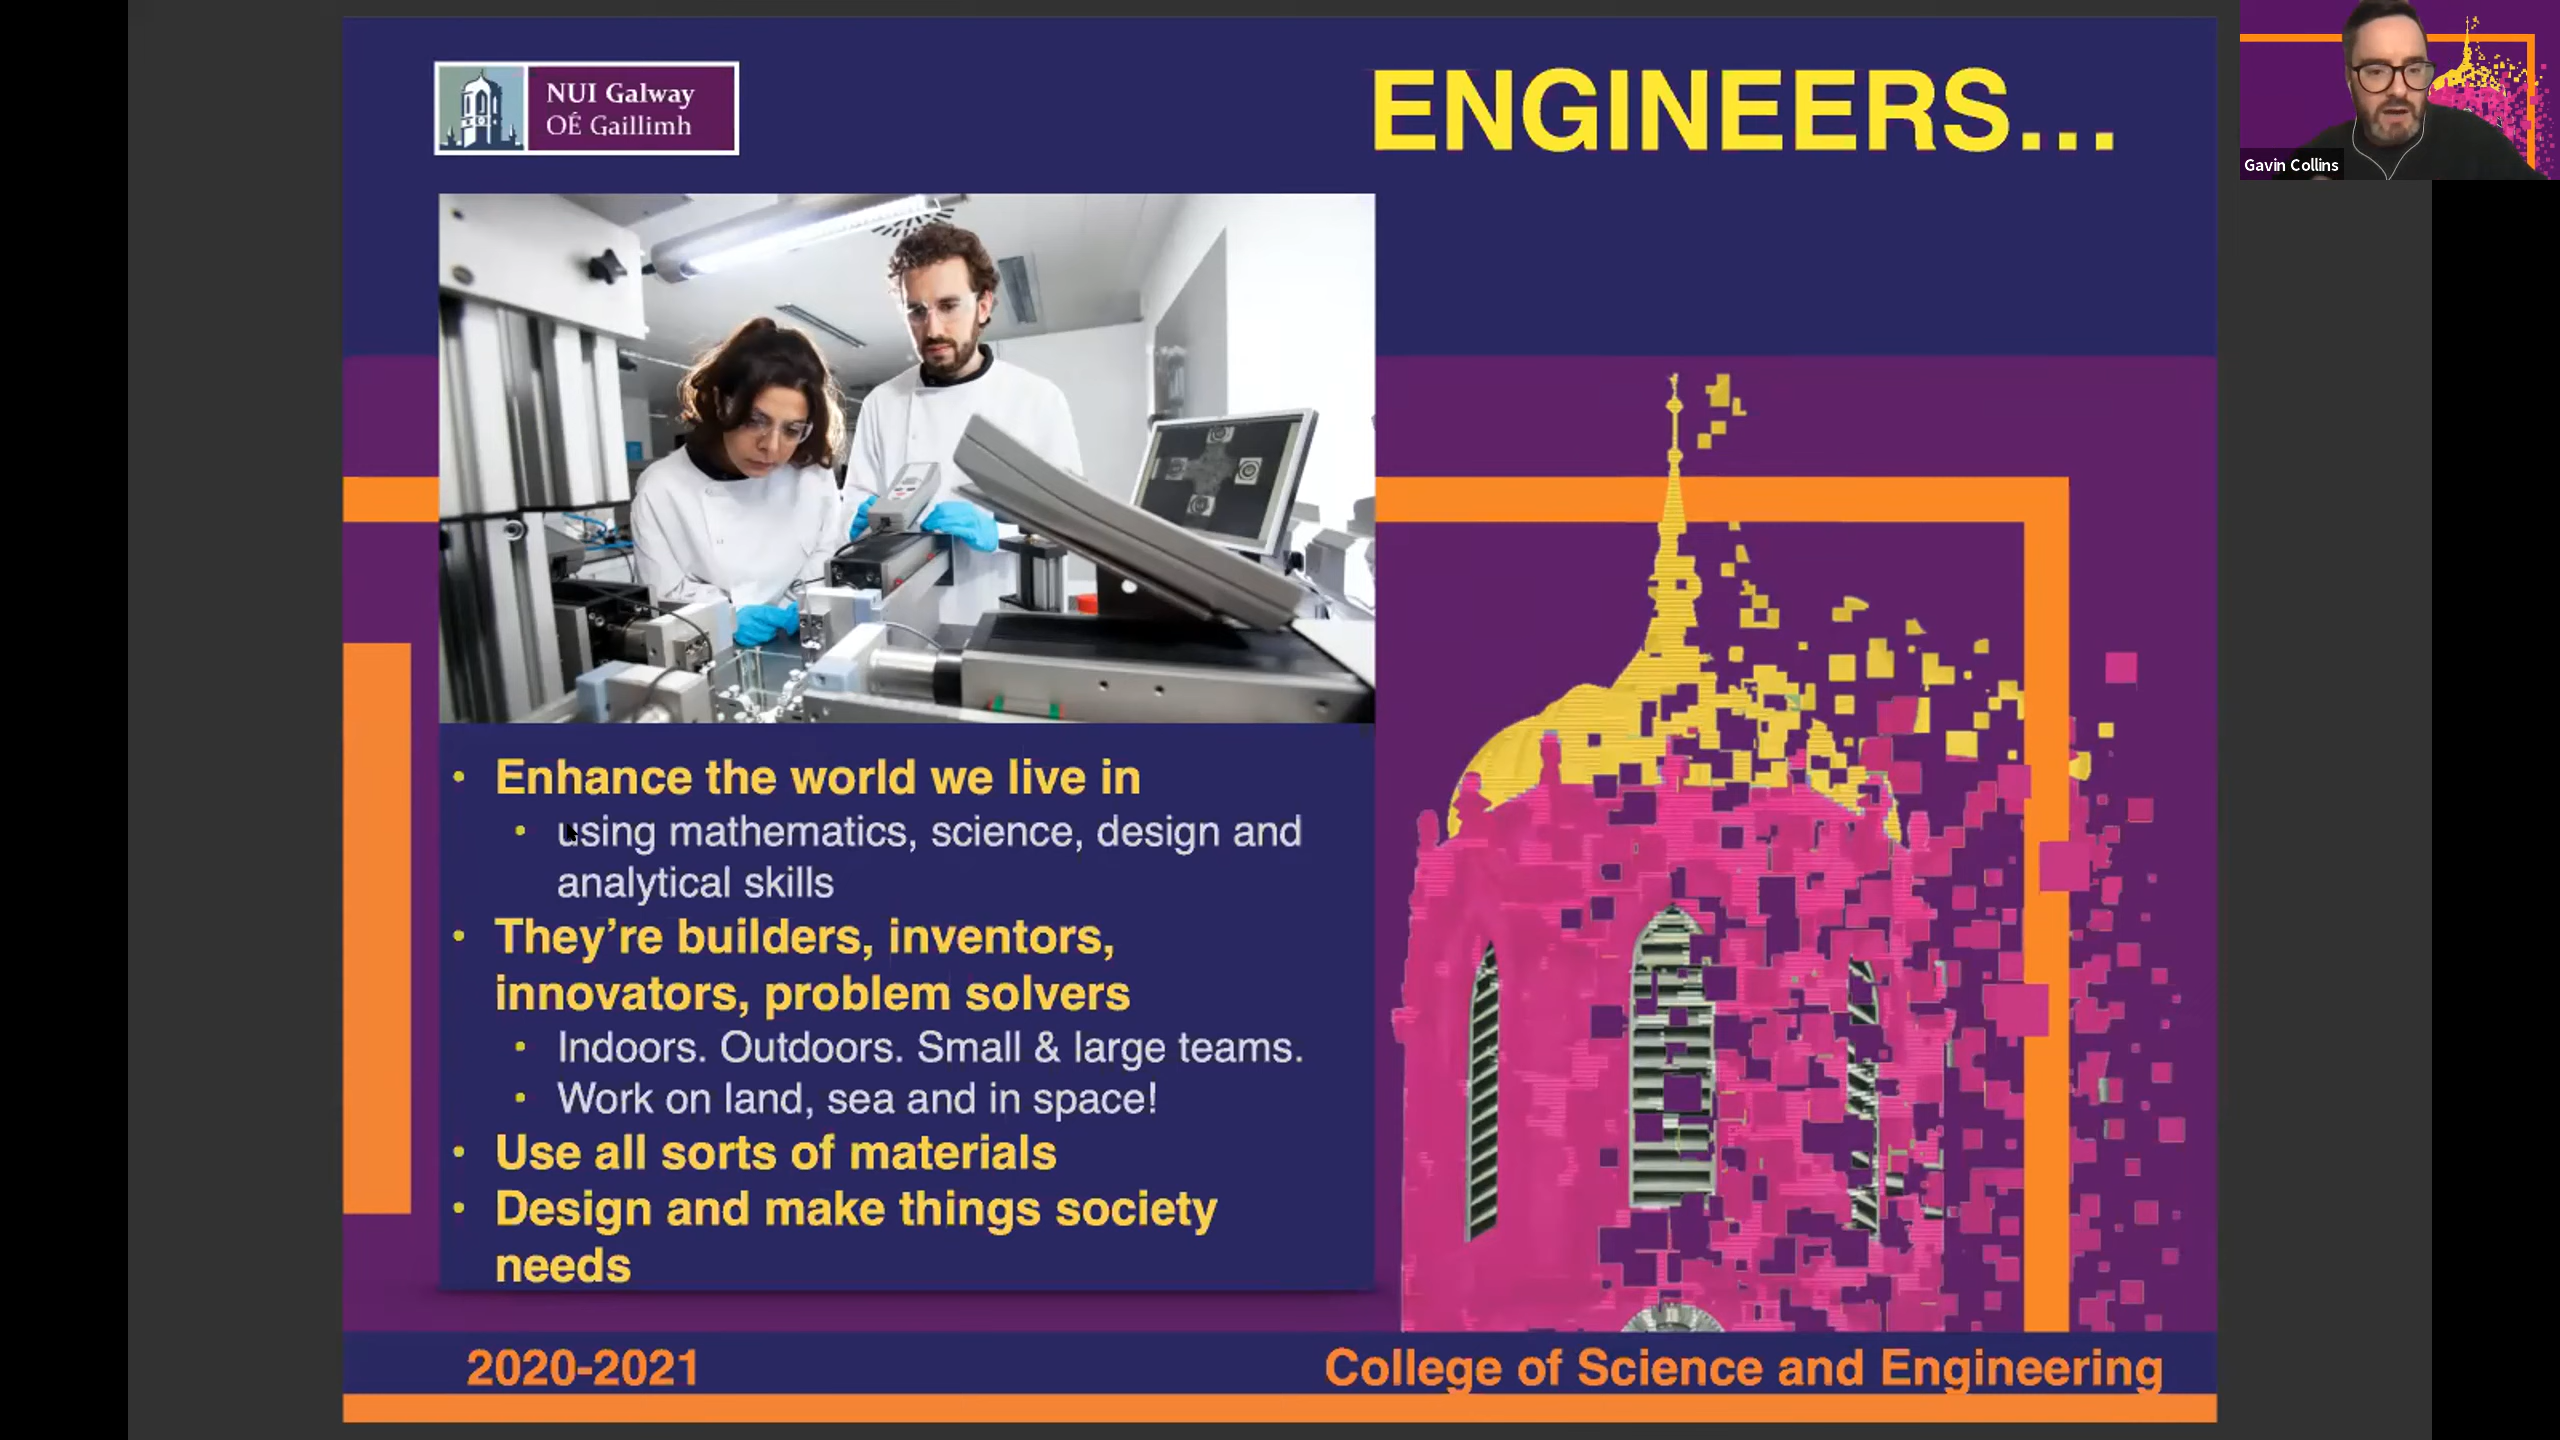 NUI Galway
OÉ Gaillimh
ENGINEERS...
Gavin Collins
• Enhance the world we live in
• using mathematics, science, design and
analytical skills
• They’re builders, inventors,
innovators, problem solvers
• Indoors. Outdoors. Small & large teams.
• Work on land, sea and in space!
• Use all sorts of materials
• Design and make things society
needs
2020-2021
College of Science and Engineering